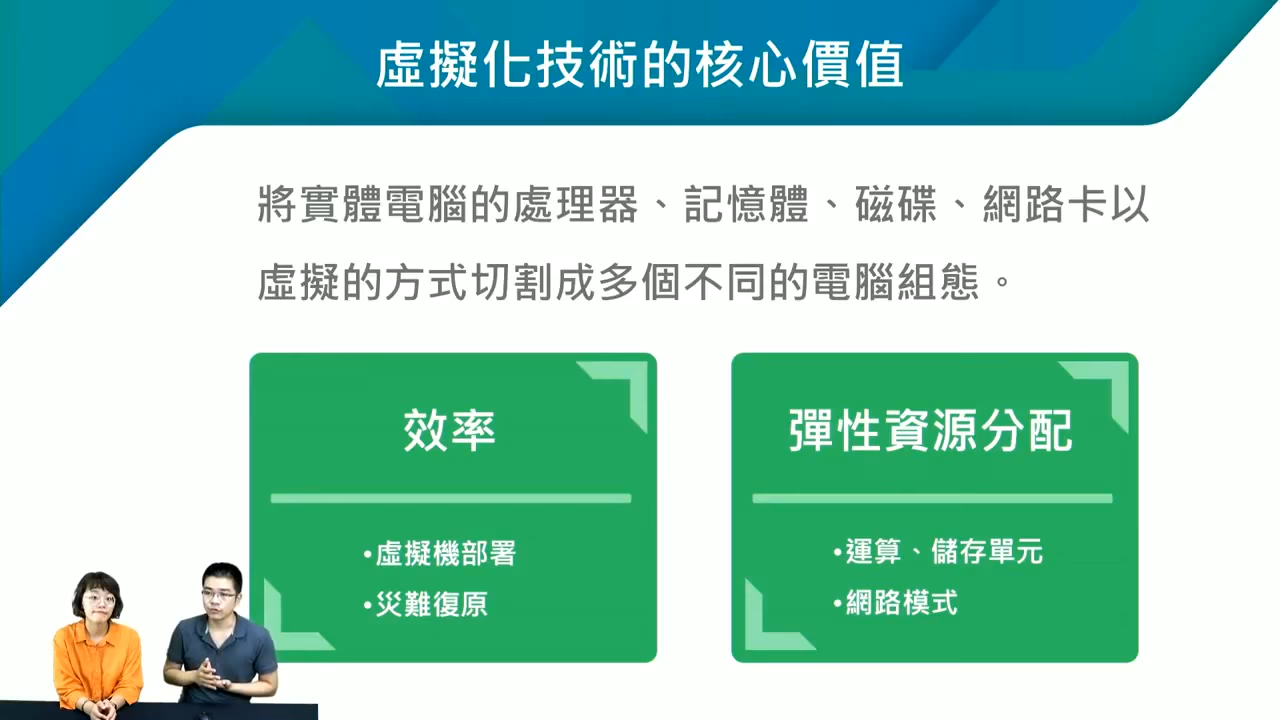 虛擬化技術的核心價值
將實體電腦的處理器、記憶體、磁碟、網路卡以
虛擬的方式切割成多個不同的電腦組態。
效率
•虛擬機部署
•災難復原
彈性資源分配
•運算、儲存單元
•網路模式